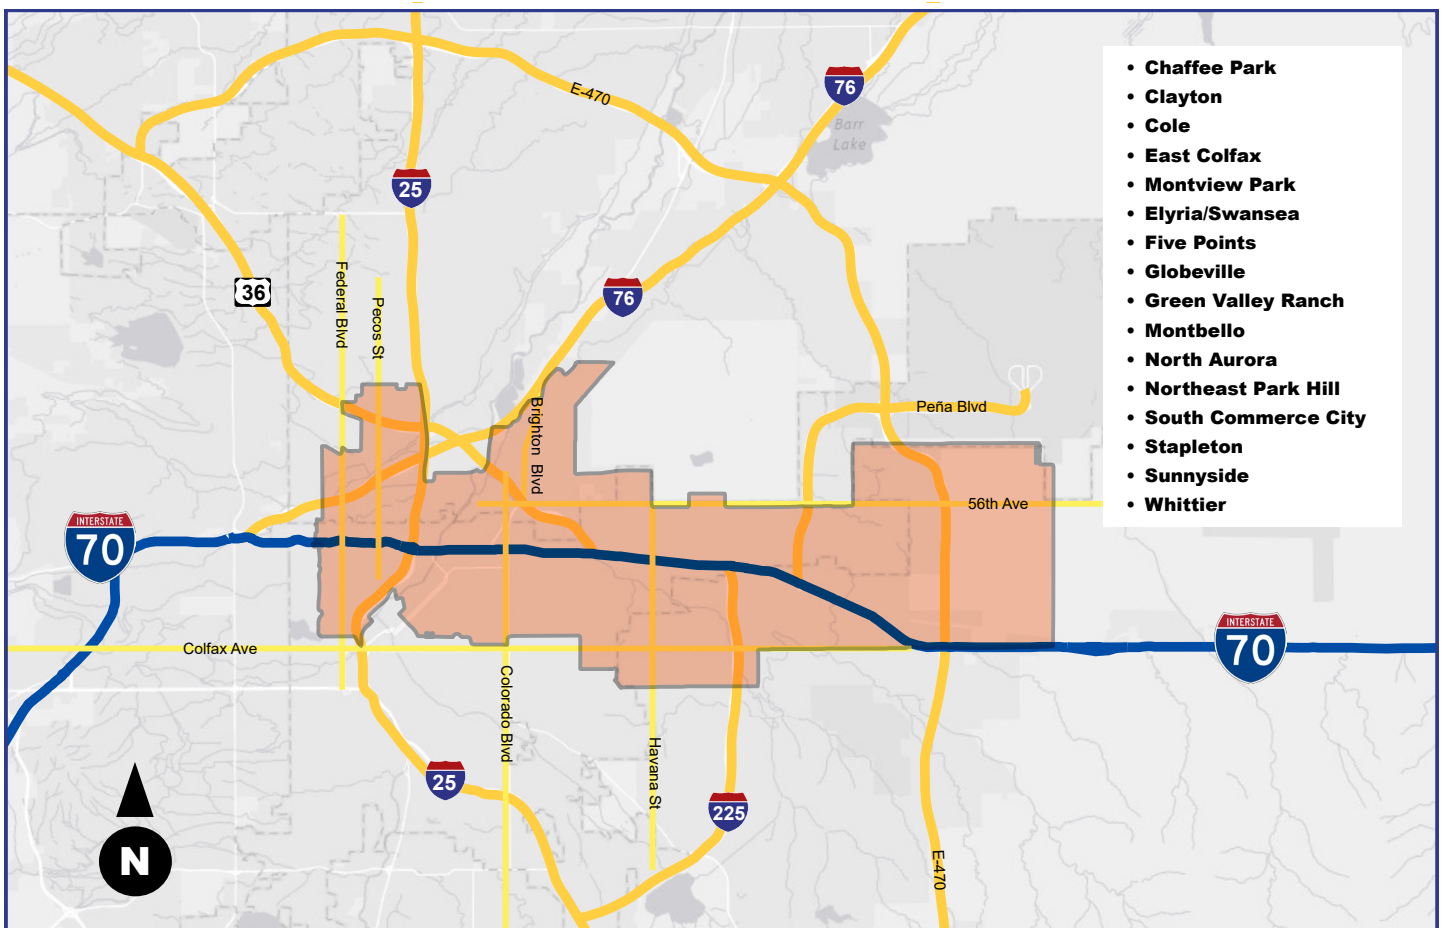 E-470
76
Barr
Lake
25
36
Federal Blvd
Pecos St
76
Brighton Blvd
Peña Blvd
56th Ave
INTERSTATE
70
Colfax Ave
INTERSTATE
70
Colorado Blvd
Havana St
25
225
E-470
N
• Chaffee Park
• Clayton
• Cole
• East Colfax
• Montview Park
• Elyria/Swansea
• Five Points
• Globeville
• Green Valley Ranch
• Montbello
• North Aurora
• Northeast Park Hill
• South Commerce City
• Stapleton
• Sunnyside
• Whittier